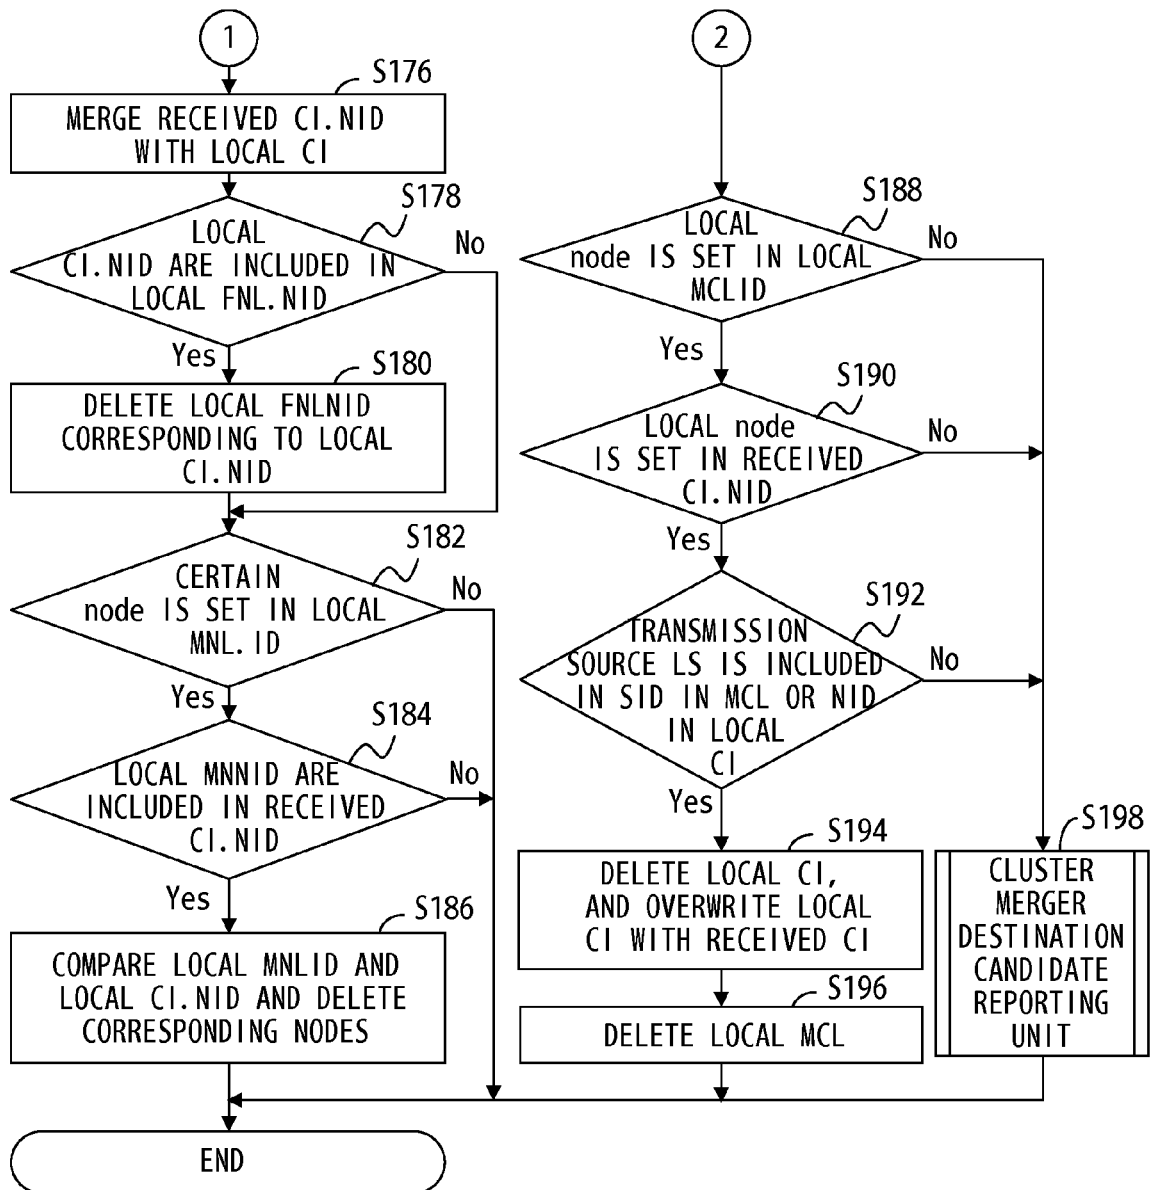 1
S176
MERGE RECEIVED CI.NID
WITH LOCAL CI
S178
LOCAL
CI.NID ARE INCLUDED IN
LOCAL FNL.NID
No
Yes
S180
DELETE LOCAL FNLNID
CORRESPONDING TO LOCAL
CI.NID
S182
CERTAIN
node IS SET IN LOCAL
MNL.ID
No
Yes
S184
LOCAL MNNID ARE
INCLUDED IN RECEIVED
CI.NID
No
Yes
S186
COMPARE LOCAL MNLID AND
LOCAL CI.NID AND DELETE
CORRESPONDING NODES
END
2
S188
LOCAL
node IS SET IN LOCAL
MCLID
No
Yes
S190
LOCAL node
IS SET IN RECEIVED
CI.NID
No
Yes
S192
TRANSMISSION
SOURCE LS IS INCLUDED
IN SID IN MCL OR NID
IN LOCAL
CI
No
Yes
S194
DELETE LOCAL CI,
AND OVERWRITE LOCAL
CI WITH RECEIVED CI
S196
DELETE LOCAL MCL
S198
CLUSTER
MERGER
DESTINATION
CANDIDATE
REPORTING
UNIT